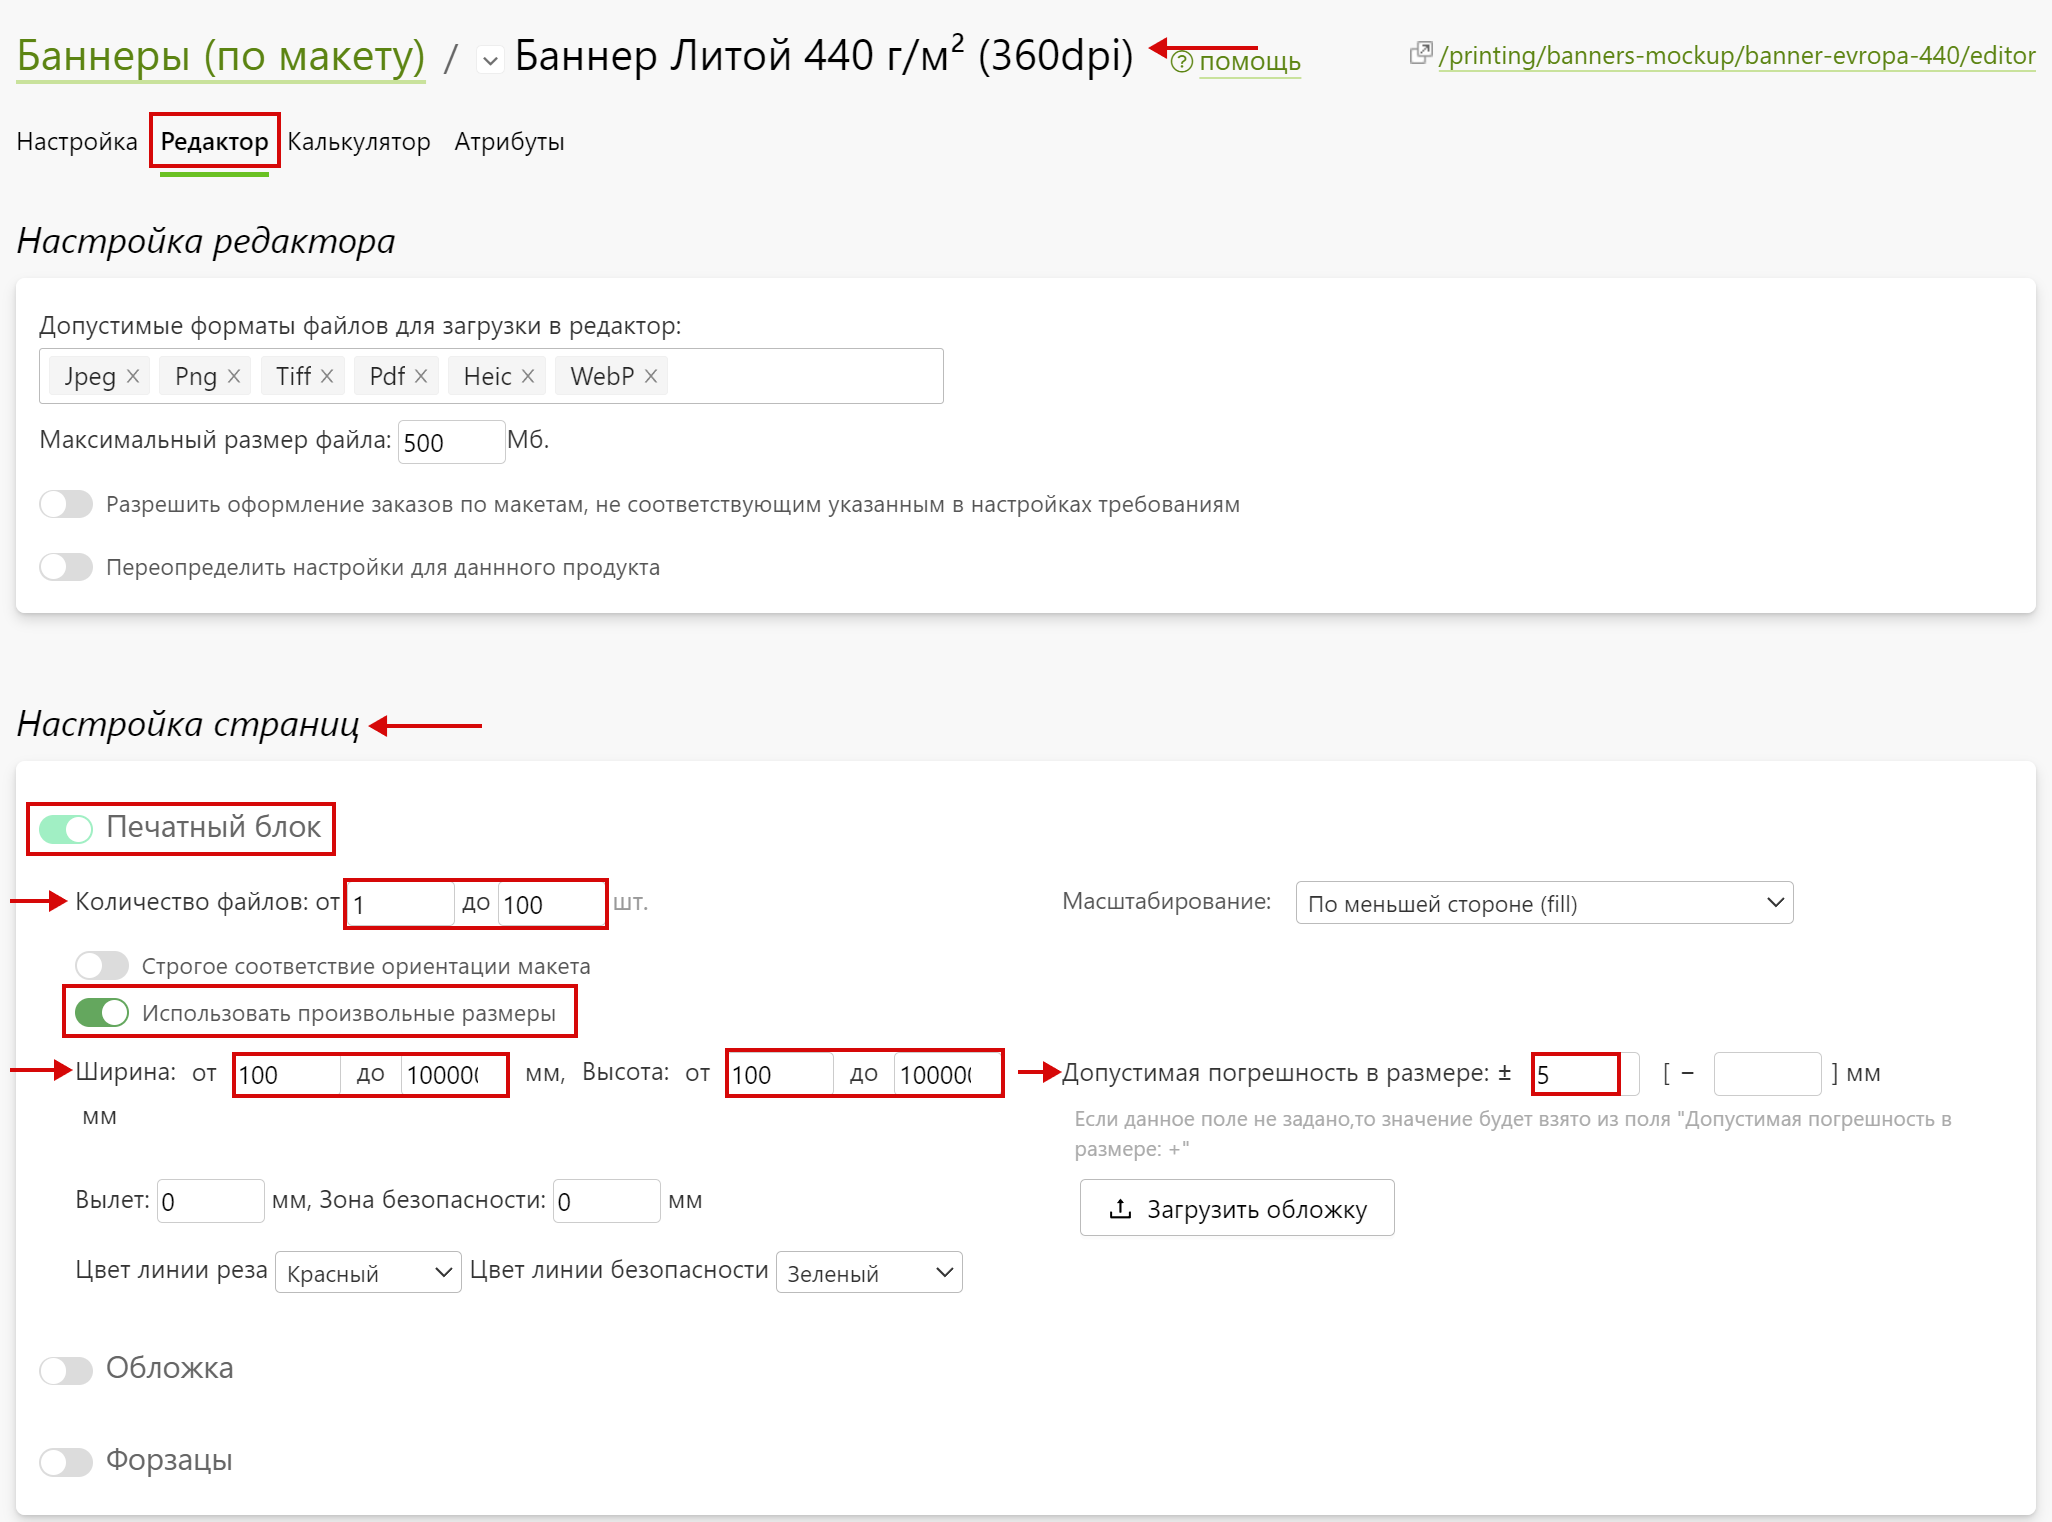 Баннеры (по макету) / Баннер Литой 440 г/м² (360dpi) ? помощь /printing/banners-mockup/banner-evropa-440/editor
Настройка Редактор Калькулятор Атрибуты
Настройка редактора
Допустимые форматы файлов для загрузки в редактор:
Jpeg × Png × Tiff × Pdf × Heic × WebP ×
Максимальный размер файла: 500 Мб.
Разрешить оформление заказов по макетам, не соответствующим указанным в настройках требованиям
Переопределить настройки для даннного продукта
Настройка страниц
Печатный блок
Количество файлов: от 1 до 100 шт. Масштабирование: По меньшей стороне (fill)
Строгое соответствие ориентации макета
Использовать произвольные размеры
Ширина: от 100 до 100000 мм, Высота: от 100 до 100000 Допустимая погрешность в размере: ± 5 [ − ] мм
мм
Если данное поле не задано,то значение будет взято из поля "Допустимая погрешность в
размере: +"
Вылет: 0 мм, Зона безопасности: 0 мм
Загрузить обложку
Цвет линии реза Красный Цвет линии безопасности Зеленый
Обложка
Форзацы